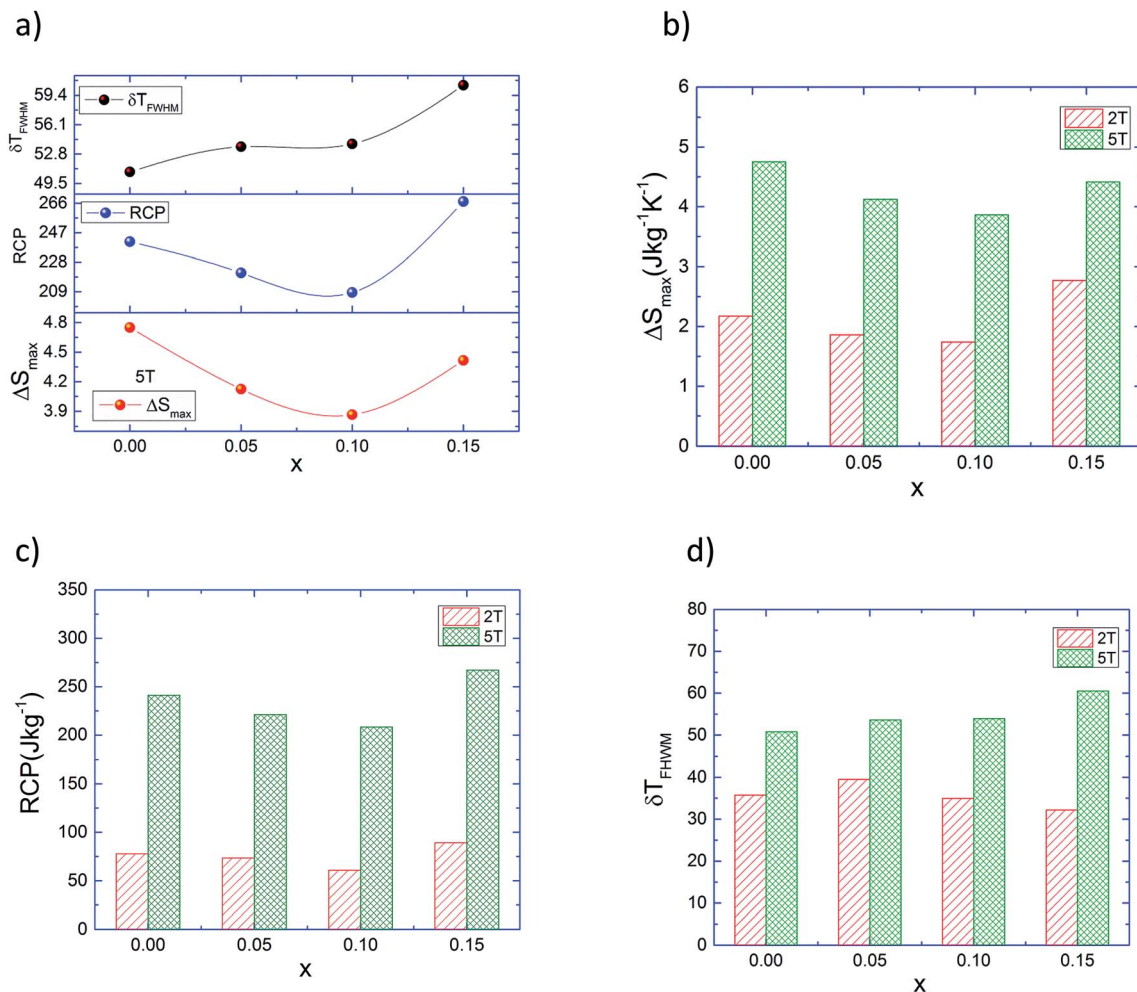 a)
δT_FWHM
59.4
56.1
52.8
49.5
δT_FWHM
RCP
266
247
228
209
RCP
ΔS_max
4.8
4.5
4.2
3.9
5T
ΔS_max
0.00 0.05 0.10 0.15
x
b)
ΔS_max(Jkg⁻¹K⁻¹)
6
5
4
3
2
1
0
2T
5T
0.00 0.05 0.10 0.15
x
c)
RCP(Jkg⁻¹)
350
300
250
200
150
100
50
0
2T
5T
0.00 0.05 0.10 0.15
x
d)
δT_FHWM
80
70
60
50
40
30
20
10
0
2T
5T
0.00 0.05 0.10 0.15
x